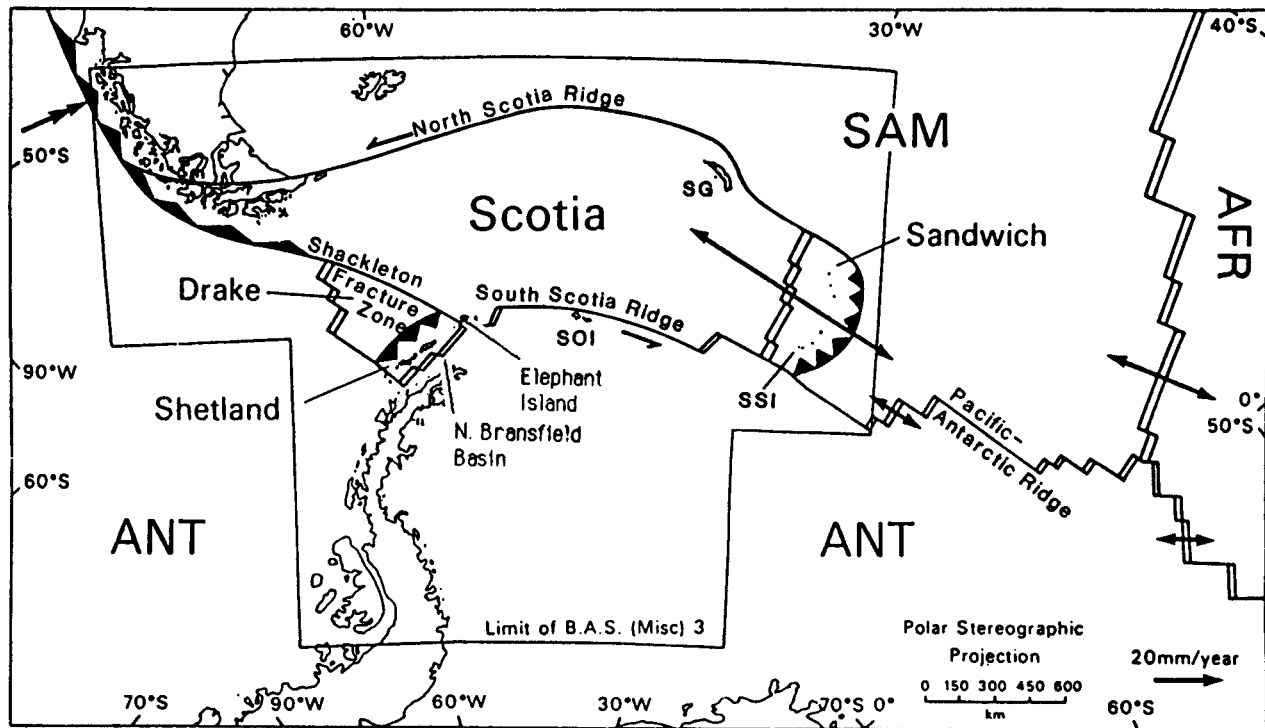 60°W
30°W
40°S
North Scotia Ridge
SAM
50°S
SG
AFR
Scotia
Sandwich
Shackleton
Fracture
Zone
Drake
South Scotia Ridge
SOI
90°W
Elephant
Island
SSI
0°
50°S
Shetland
N. Bransfield
Basin
Pacific-
Antarctic Ridge
60°S
ANT
ANT
Limit of B.A.S. (Misc) 3
Polar Stereographic
Projection
0 150 300 450 600
km
20mm/year
70°S
90°W
60°W
30°W
70°S
0°
60°S